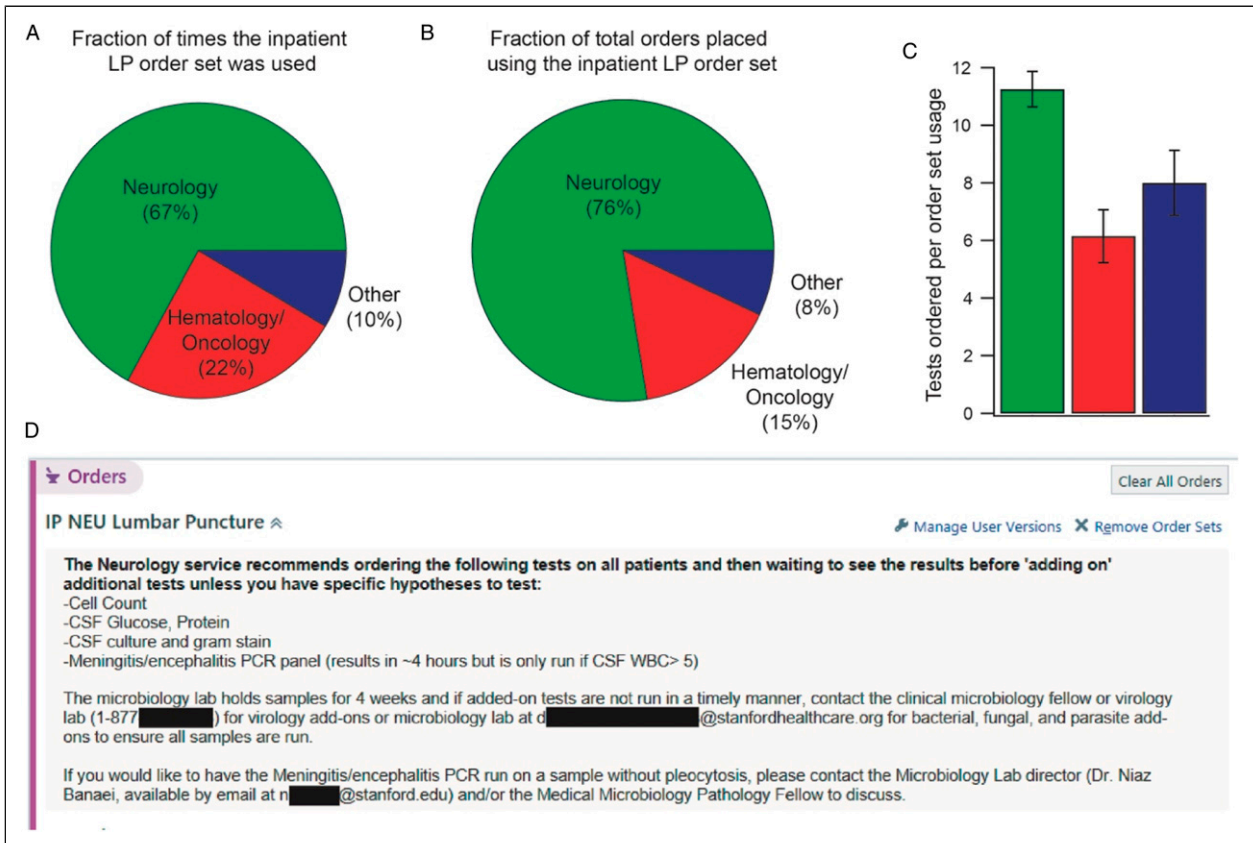 A
Fraction of times the inpatient
LP order set was used
Neurology
(67%)
Hematology/
Oncology
(22%)
Other
(10%)
B
Fraction of total orders placed
using the inpatient LP order set
Neurology
(76%)
Other
(8%)
Hematology/
Oncology
(15%)
C
Tests ordered per order set usage
12
10
8
6
4
2
0
D
Orders
Clear All Orders
IP NEU Lumbar Puncture
Manage User Versions
Remove Order Sets
The Neurology service recommends ordering the following tests on all patients and then waiting to see the results before 'adding on'
additional tests unless you have specific hypotheses to test:
-Cell Count
-CSF Glucose, Protein
-CSF culture and gram stain
-Meningitis/encephalitis PCR panel (results in ~4 hours but is only run if CSF WBC> 5)
The microbiology lab holds samples for 4 weeks and if added-on tests are not run in a timely manner, contact the clinical microbiology fellow or virology
lab (1-877 ) for virology add-ons or microbiology lab at d @stanfordhealthcare.org for bacterial, fungal, and parasite add-
ons to ensure all samples are run.
If you would like to have the Meningitis/encephalitis PCR run on a sample without pleocytosis, please contact the Microbiology Lab director (Dr. Niaz
Banaei, available by email at n @stanford.edu) and/or the Medical Microbiology Pathology Fellow to discuss.